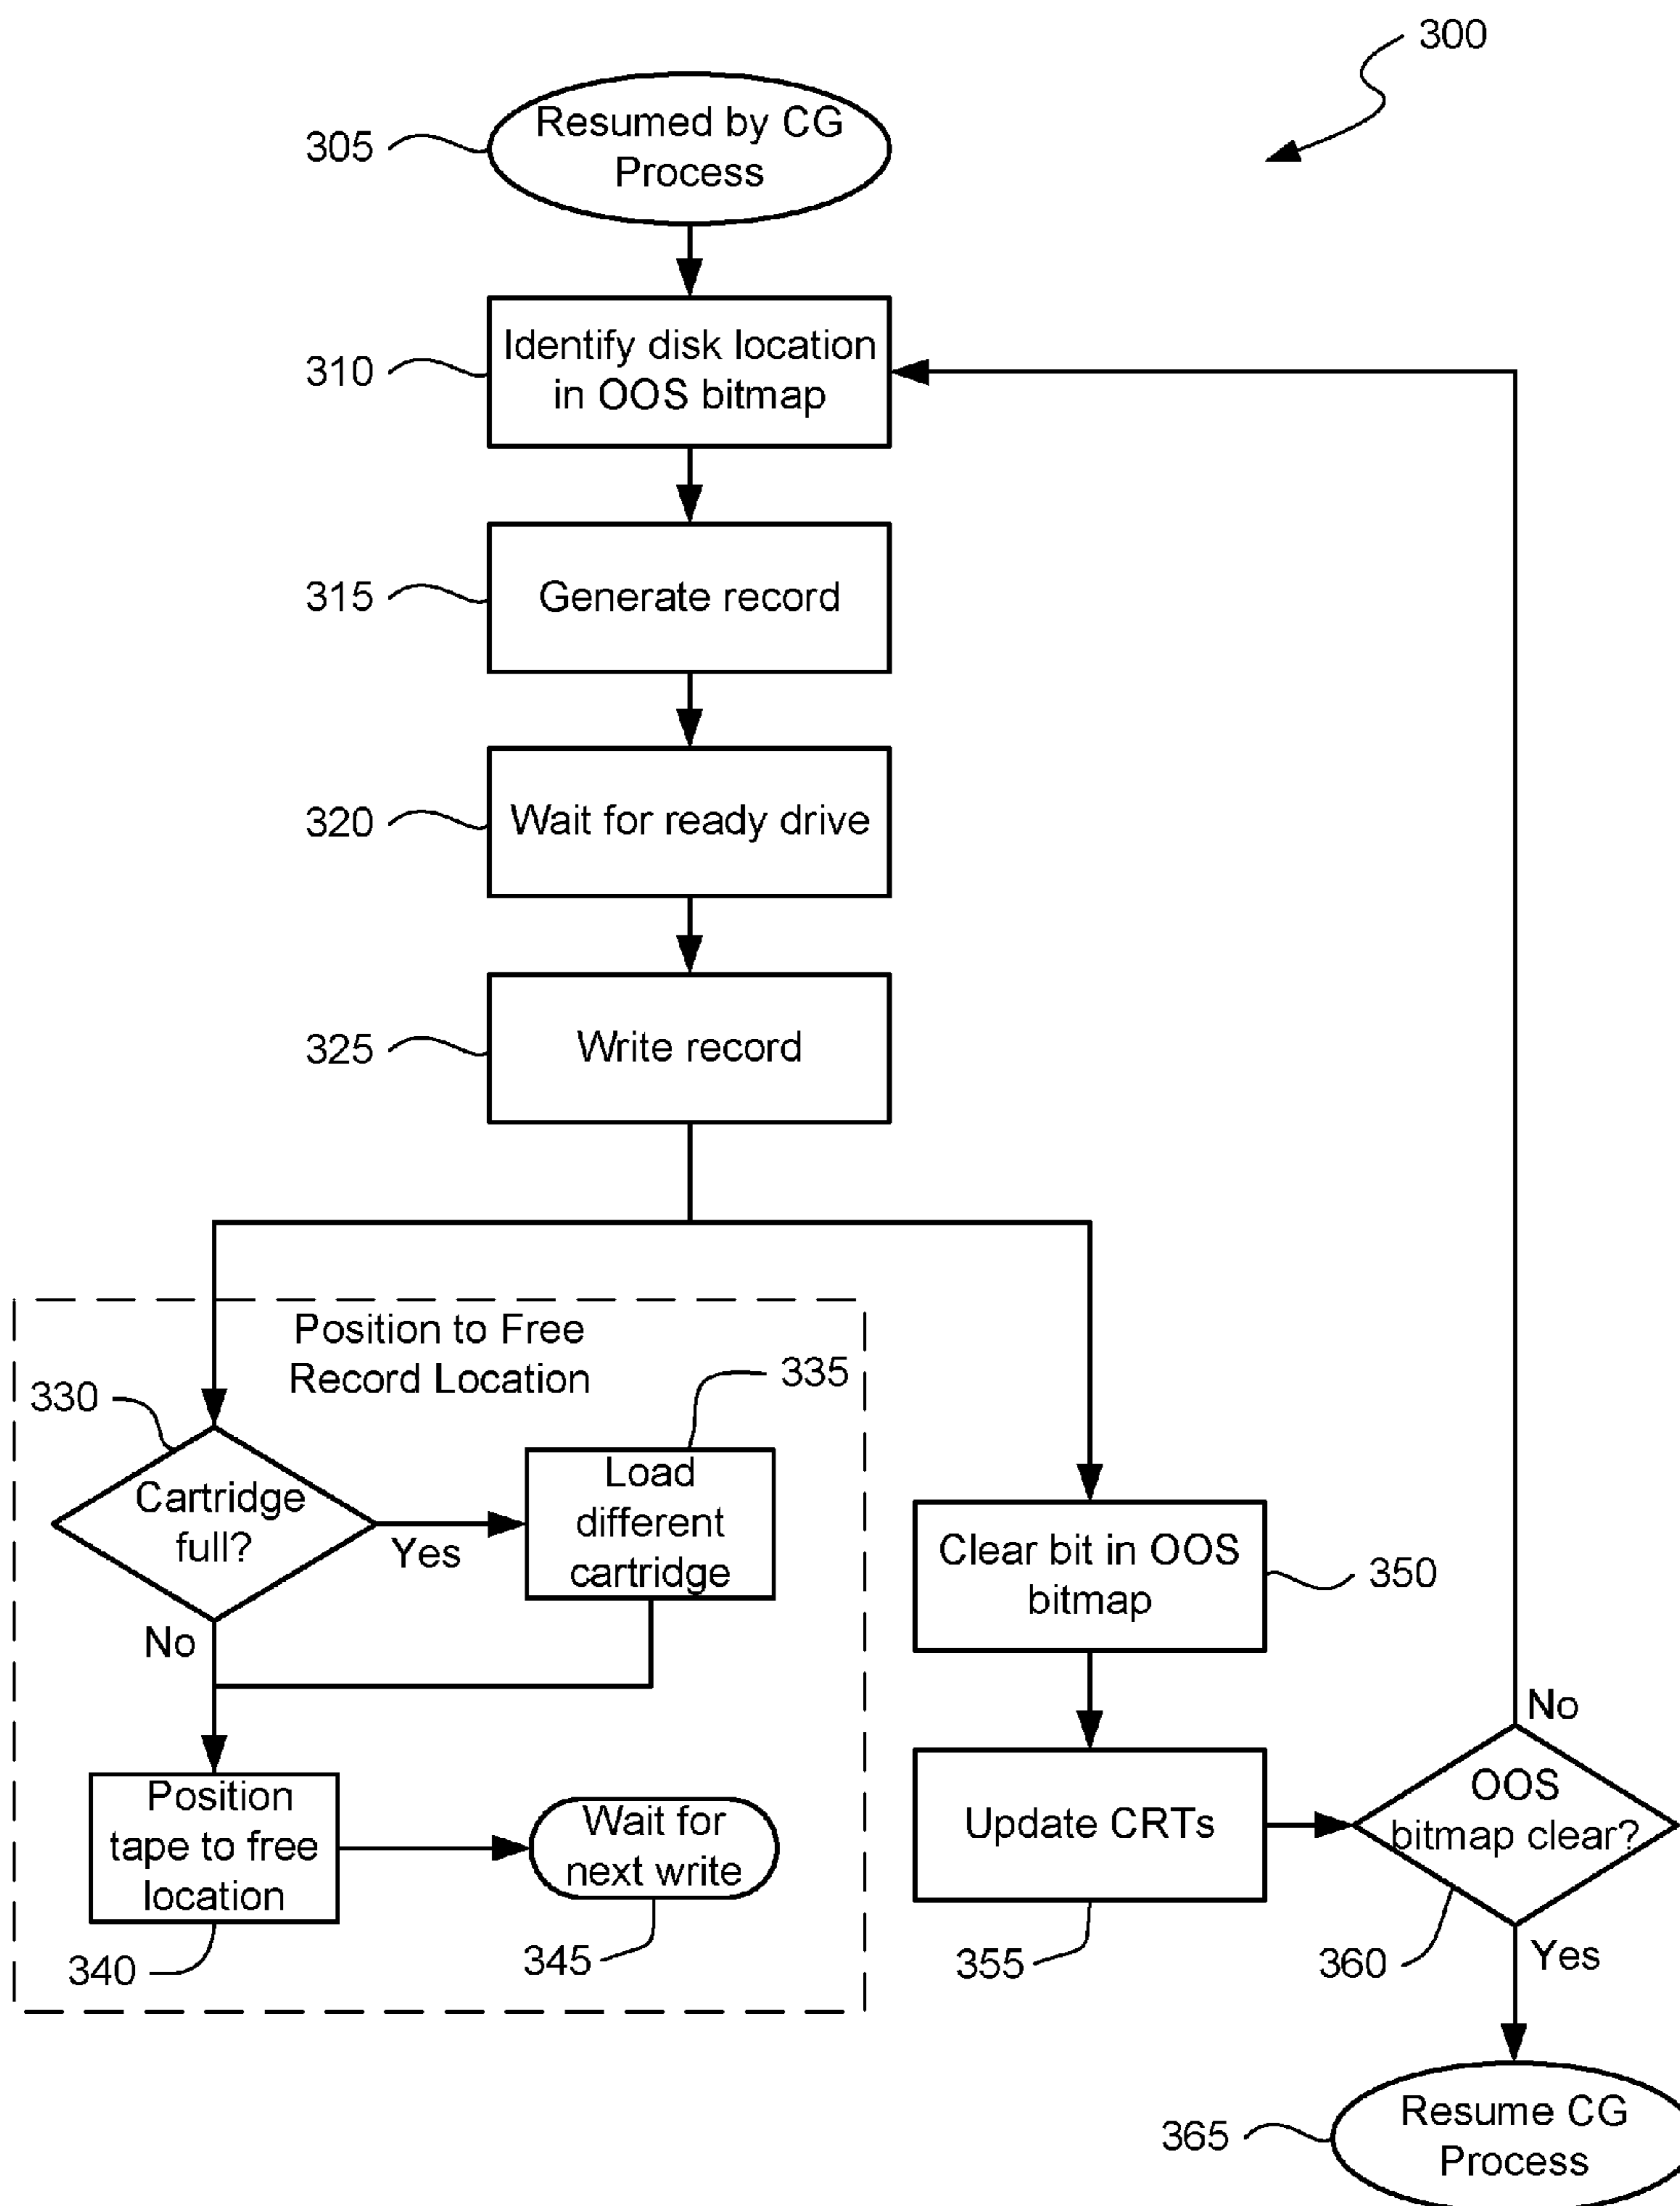 300
Resumed by CG
Process
305
Identify disk location
in OOS bitmap
310
Generate record
315
Wait for ready drive
320
Write record
325
Position to Free
Record Location
335
330
Cartridge
full?
Yes
Load
different
cartridge
No
Position
tape to free
location
340
Wait for
next write
345
Clear bit in OOS
bitmap
350
Update CRTs
355
No
OOS
bitmap clear?
360
Yes
Resume CG
Process
365